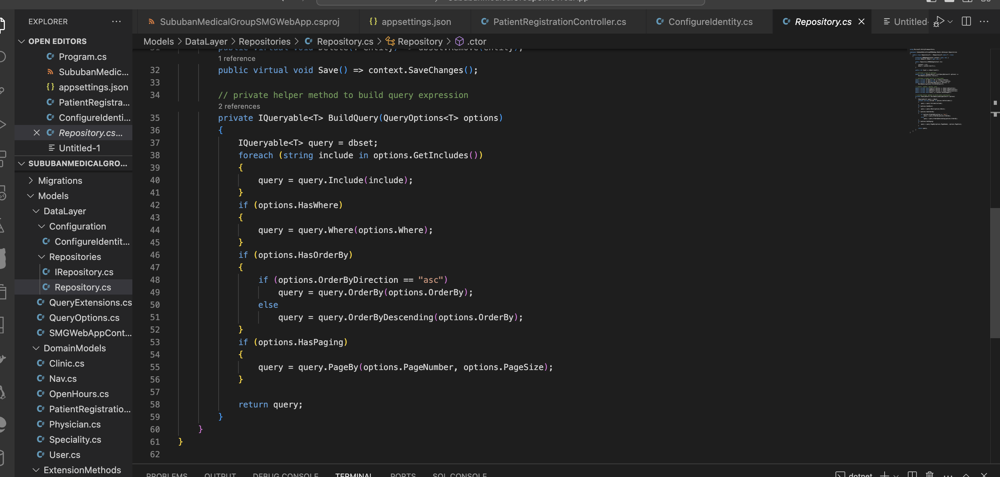 EXPLORER
OPEN EDITORS
Program.cs
SububanMedic...
appsettings.json
PatientRegistra...
ConfigureIdenti...
Repository.cs...
Untitled-1
SUBUBANMEDICALGRO...
Migrations
Models
DataLayer
Configuration
ConfigureIdentit...
Repositories
IRepository.cs
Repository.cs
QueryExtensions.cs
QueryOptions.cs
SMGWebAppCont...
DomainModels
Clinic.cs
Nav.cs
OpenHours.cs
PatientRegistratio...
Physician.cs
Speciality.cs
User.cs
ExtensionMethods
SububanMedicalGroupSMGWebApp.csproj
appsettings.json
PatientRegistrationController.cs
ConfigureIdentity.cs
Repository.cs
Untitled-
Models > DataLayer > Repositories > Repository.cs > Repository > .ctor
31 public virtual void Delete(T entity) => dbset.Remove(entity);
1 reference
32 public virtual void Save() => context.SaveChanges();
33
34 // private helper method to build query expression
2 references
35 private IQueryable<T> BuildQuery(QueryOptions<T> options)
36 {
37 IQueryable<T> query = dbset;
38 foreach (string include in options.GetIncludes())
39 {
40 query = query.Include(include);
41 }
42 if (options.HasWhere)
43 {
44 query = query.Where(options.Where);
45 }
46 if (options.HasOrderBy)
47 {
48 if (options.OrderByDirection == "asc")
49 query = query.OrderBy(options.OrderBy);
50 else
51 query = query.OrderByDescending(options.OrderBy);
52 }
53 if (options.HasPaging)
54 {
55 query = query.PageBy(options.PageNumber, options.PageSize);
56 }
57
58 return query;
59 }
60 }
61 }
62
PROBLEMS OUTPUT DEBUG CONSOLE TERMINAL PORTS SQL CONSOLE
dotnet